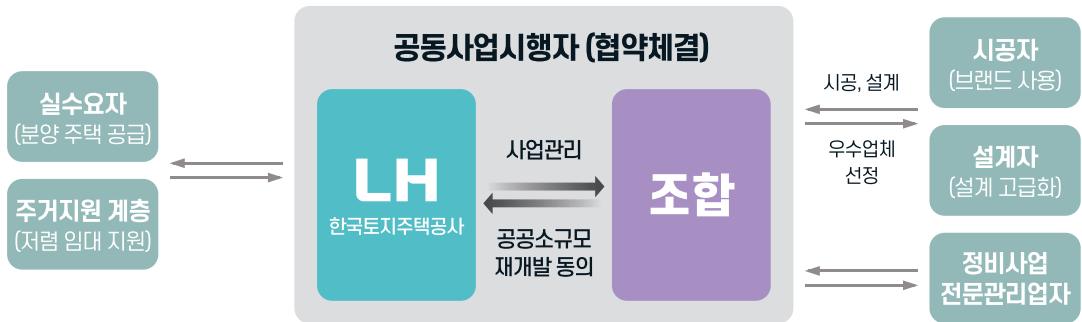 공동사업시행자 (협약체결)
실수요자
(분양 주택 공급)
주거지원 계층
(저렴 임대 지원)
LH
한국토지주택공사
사업관리
공공소규모
재개발 동의
조합
시공, 설계
우수업체
선정
시공자
(브랜드 사용)
설계자
(설계 고급화)
정비사업
전문관리업자